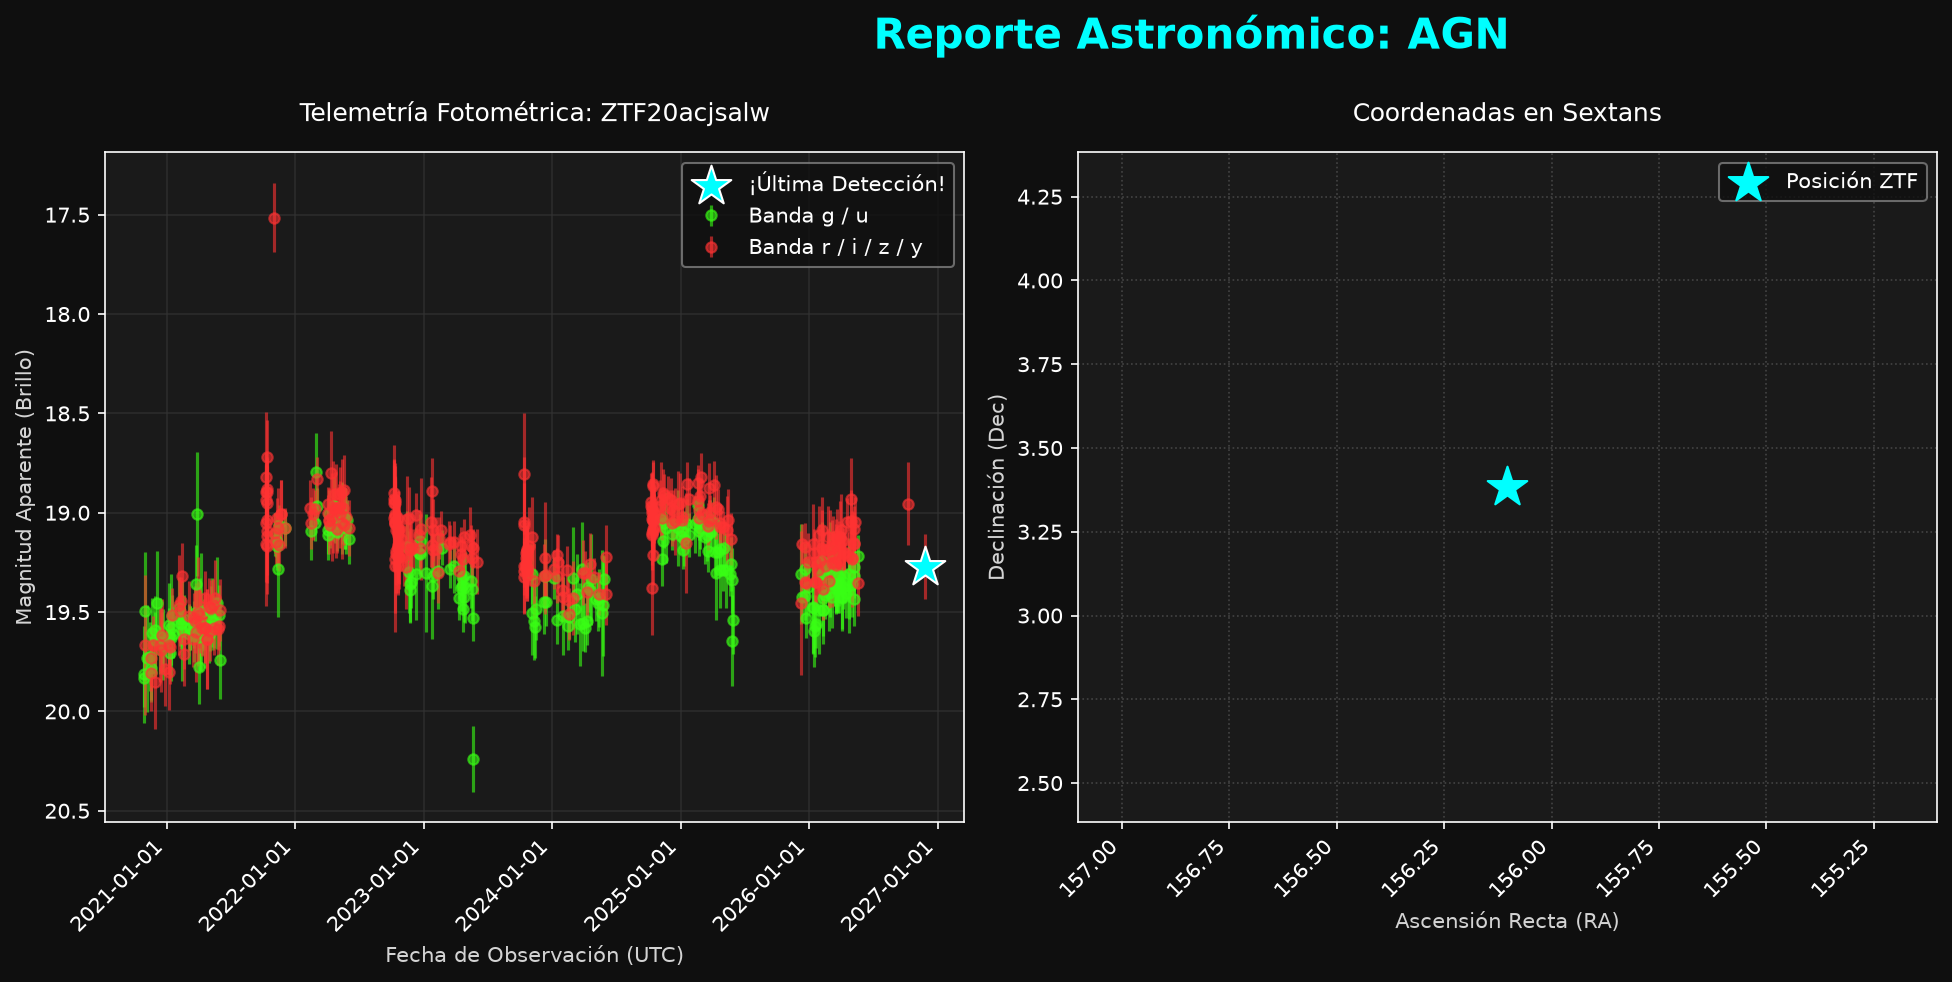 Reporte Astronómico: AGN
Telemetría Fotométrica: ZTF20acjsalw
¡Última Detección!
Banda g / u
Banda r / i / z / y
Magnitud Aparente (Brillo)
17.5
18.0
18.5
19.0
19.5
20.0
20.5
2021-01-01
2022-01-01
2023-01-01
2024-01-01
2025-01-01
2026-01-01
2027-01-01
Fecha de Observación (UTC)
Coordenadas en Sextans
Posición ZTF
Declinación (Dec)
4.25
4.00
3.75
3.50
3.25
3.00
2.75
2.50
157.00
156.75
156.50
156.25
156.00
155.75
155.50
155.25
Ascensión Recta (RA)